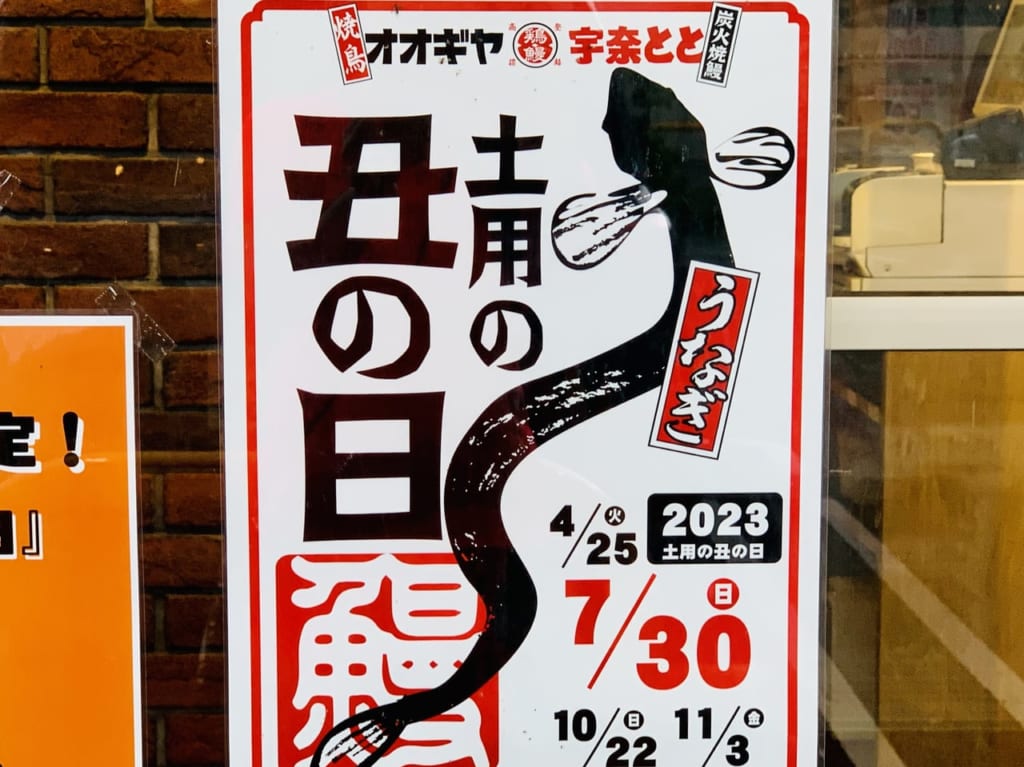 焼鳥
オオギヤ
鶏鰻
宇奈とと
炭火焼鰻
土用の
丑の日
うなぎ
2023
土用の丑の日
4/25 火
7/30 日
10/22 日
11/3 金
鰻
定！
』